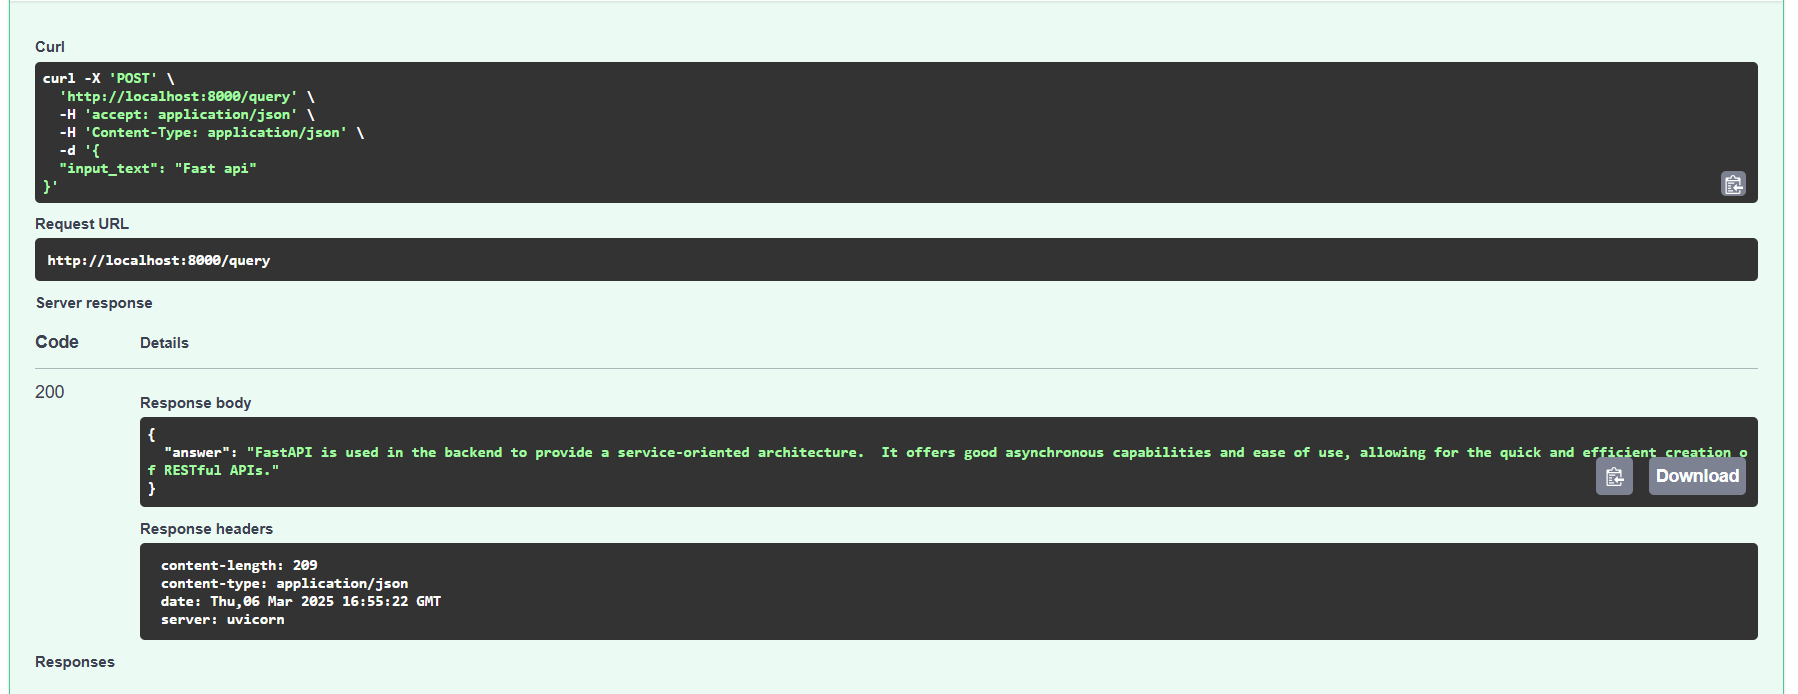 Curl
curl -X 'POST' \
  'http://localhost:8000/query' \
  -H 'accept: application/json' \
  -H 'Content-Type: application/json' \
  -d '{
  "input_text": "Fast api"
}'
Request URL
http://localhost:8000/query
Server response
Code Details
200
Response body
{
  "answer": "FastAPI is used in the backend to provide a service-oriented architecture.  It offers good asynchronous capabilities and ease of use, allowing for the quick and efficient creation o
f RESTful APIs."
}
Download
Response headers
content-length: 209
content-type: application/json
date: Thu,06 Mar 2025 16:55:22 GMT
server: uvicorn
Responses